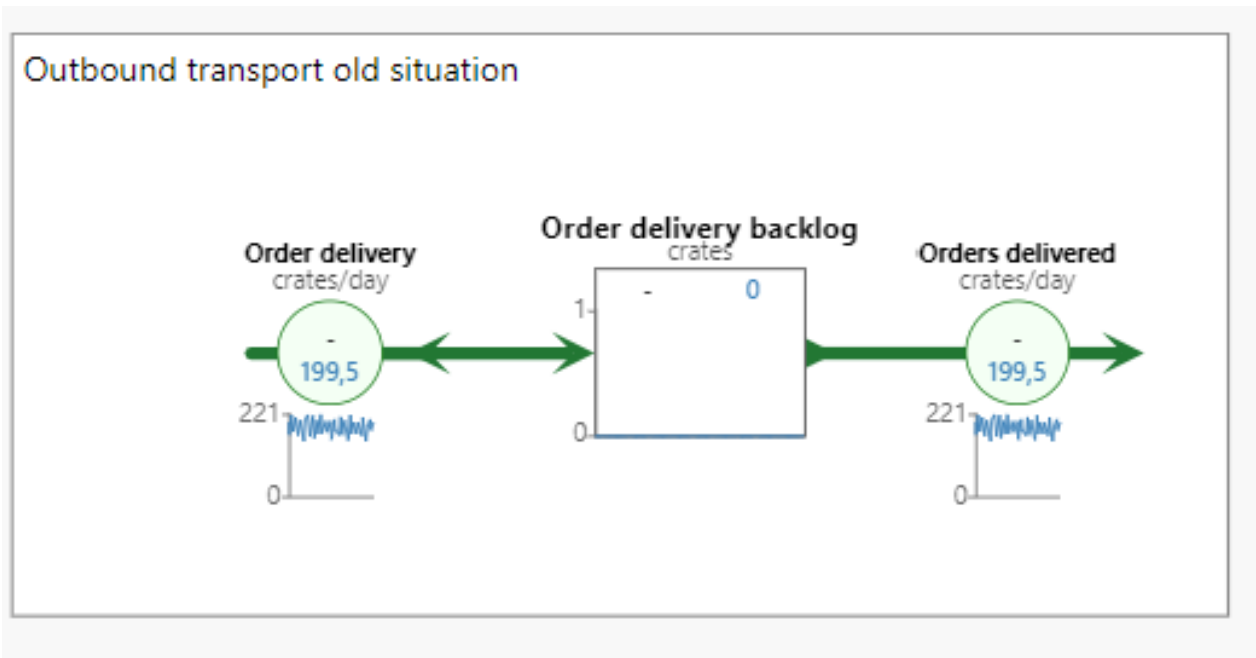 Outbound transport old situation
Order delivery
crates/day
-
199,5
221
0
Order delivery backlog
crates
- 0
1
0
Orders delivered
crates/day
-
199,5
221
0